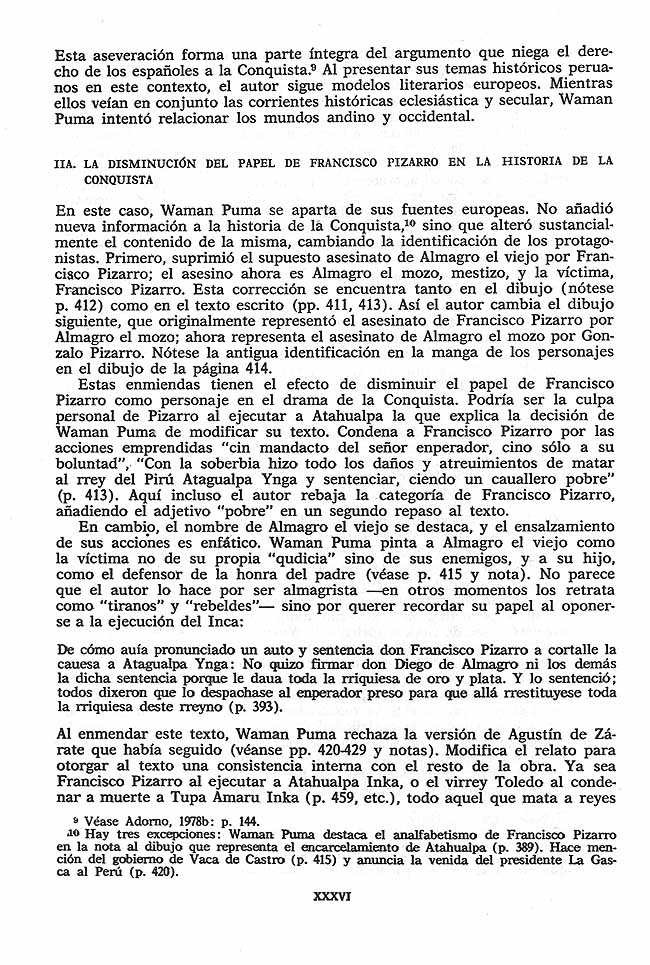 Esta aseveración forma una parte íntegra del argumento que niega el dere-
cho de los españoles a la Conquista.⁹ Al presentar sus temas históricos perua-
nos en este contexto, el autor sigue modelos literarios europeos. Mientras
ellos veían en conjunto las corrientes históricas eclesiástica y secular, Waman
Puma intentó relacionar los mundos andino y occidental.
IIA. LA DISMINUCIÓN DEL PAPEL DE FRANCISCO PIZARRO EN LA HISTORIA DE LA
CONQUISTA
En este caso, Waman Puma se aparta de sus fuentes europeas. No añadió
nueva información a la historia de la Conquista,¹⁰ sino que alteró sustancial-
mente el contenido de la misma, cambiando la identificación de los protago-
nistas. Primero, suprimió el supuesto asesinato de Almagro el viejo por Fran-
cisco Pizarro; el asesino ahora es Almagro el mozo, mestizo, y la víctima,
Francisco Pizarro. Esta corrección se encuentra tanto en el dibujo (nótese
p. 412) como en el texto escrito (pp. 411, 413). Así el autor cambia el dibujo
siguiente, que originalmente representó el asesinato de Francisco Pizarro por
Almagro el mozo; ahora representa el asesinato de Almagro el mozo por Gon-
zalo Pizarro. Nótese la antigua identificación en la manga de los personajes
en el dibujo de la página 414.
Estas enmiendas tienen el efecto de disminuir el papel de Francisco
Pizarro como personaje en el drama de la Conquista. Podría ser la culpa
personal de Pizarro al ejecutar a Atahualpa la que explica la decisión de
Waman Puma de modificar su texto. Condena a Francisco Pizarro por las
acciones emprendidas "cin mandacto del señor enperador, cino sólo a su
boluntad", "Con la soberbia hizo todo los daños y atreuimientos de matar
al rrey del Pirú Atagualpa Ynga y sentenciar, ciendo un cauallero pobre"
(p. 413). Aquí incluso el autor rebaja la categoría de Francisco Pizarro,
añadiendo el adjetivo "pobre" en un segundo repaso al texto.
En cambio, el nombre de Almagro el viejo se destaca, y el ensalzamiento
de sus acciones es enfático. Waman Puma pinta a Almagro el viejo como
la víctima no de su propia "qudicia" sino de sus enemigos, y a su hijo,
como el defensor de la honra del padre (véase p. 415 y nota). No parece
que el autor lo hace por ser almagrista —en otros momentos los retrata
como "tiranos" y "rebeldes"— sino por querer recordar su papel al oponer-
se a la ejecución del Inca:
De cómo auía pronunciado un auto y sentencia don Francisco Pizarro a cortalle la
cauesa a Atagualpa Ynga: No quizo firmar don Diego de Almagro ni los demás
la dicha sentencia porque le daua toda la rriquiesa de oro y plata. Y lo sentenció;
todos dixeron que lo despachase al enperador preso para que allá rrestituyese toda
la rriquiesa deste rreyno (p. 393).
Al enmendar este texto, Waman Puma rechaza la versión de Agustín de Zá-
rate que había seguido (véanse pp. 420-429 y notas). Modifica el relato para
otorgar al texto una consistencia interna con el resto de la obra. Ya sea
Francisco Pizarro al ejecutar a Atahualpa Inka, o el virrey Toledo al conde-
nar a muerte a Tupa Amaru Inka (p. 459, etc.), todo aquel que mata a reyes
⁹ Véase Adorno, 1978b: p. 144.
¹⁰ Hay tres excepciones: Waman Puma destaca el analfabetismo de Francisco Pizarro
en la nota al dibujo que representa el encarcelamiento de Atahualpa (p. 389). Hace men-
ción del gobierno de Vaca de Castro (p. 415) y anuncia la venida del presidente La Gas-
ca al Perú (p. 420).
XXXVI